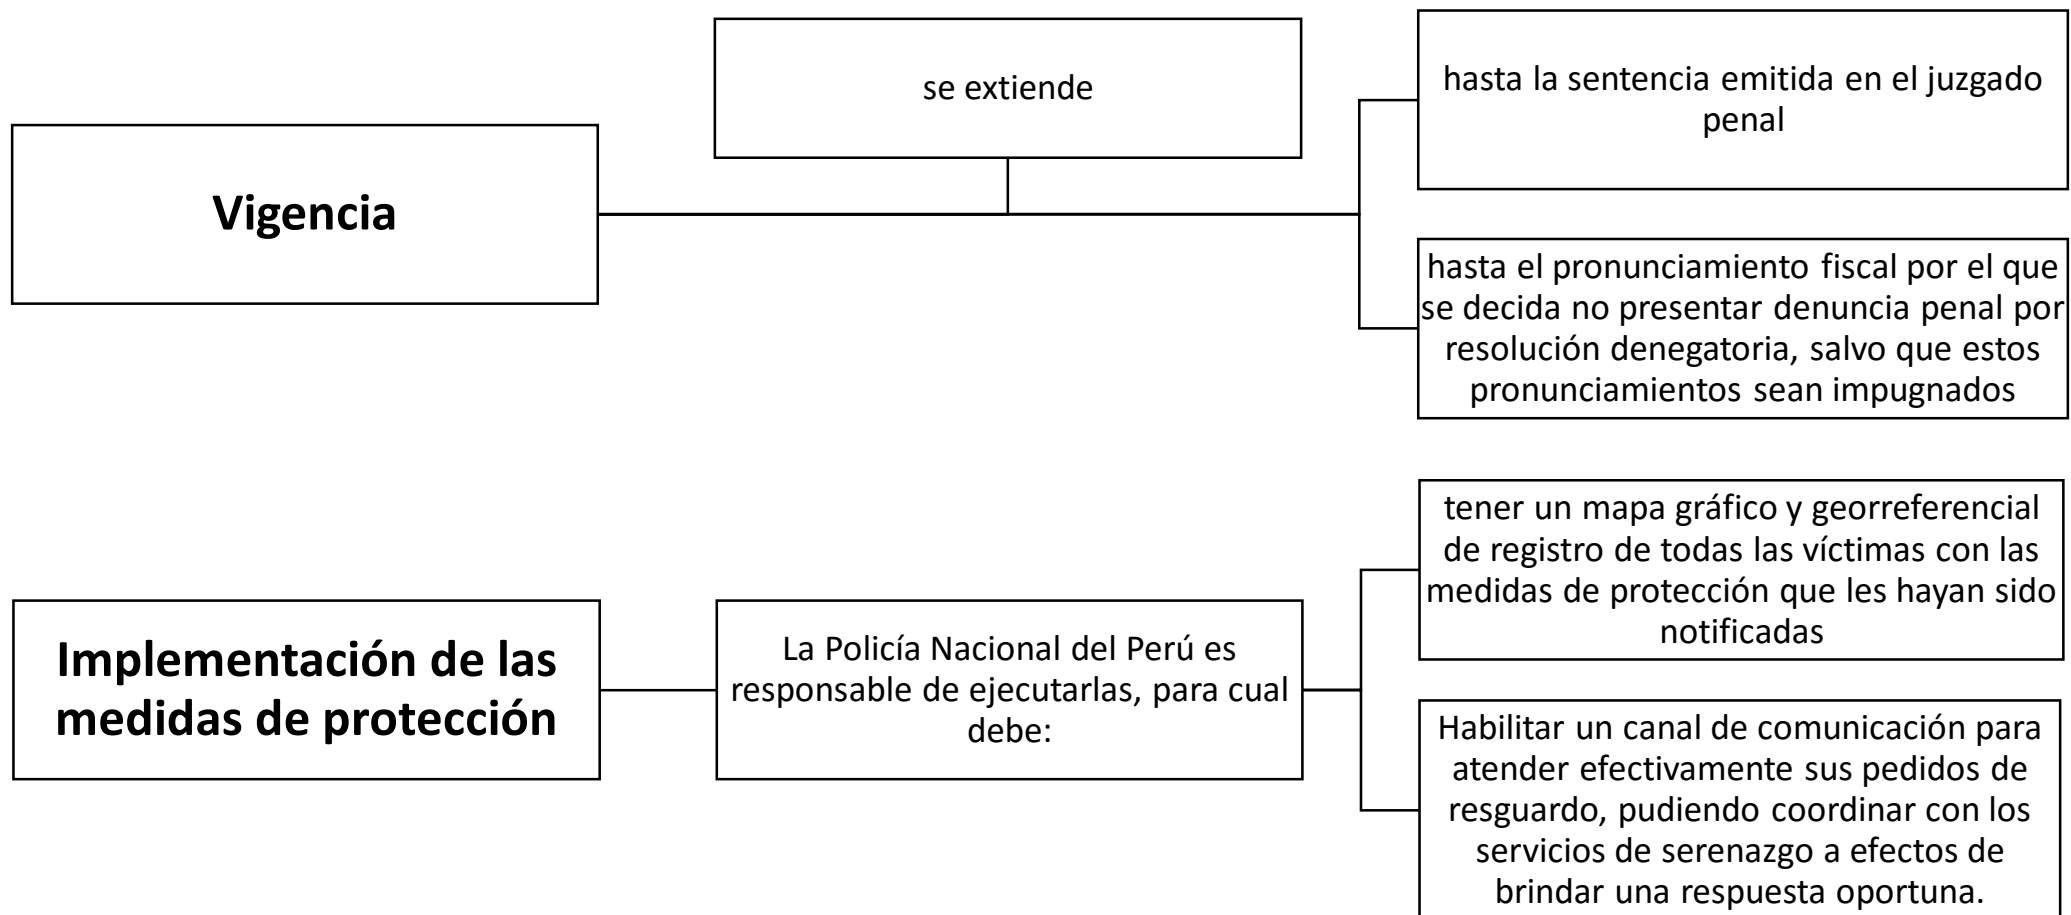 Vigencia
se extiende
hasta la sentencia emitida en el juzgado
penal
hasta el pronunciamiento fiscal por el que
se decida no presentar denuncia penal por
resolución denegatoria, salvo que estos
pronunciamientos sean impugnados
Implementación de las
medidas de protección
La Policía Nacional del Perú es
responsable de ejecutarlas, para cual
debe:
tener un mapa gráfico y georreferencial
de registro de todas las víctimas con las
medidas de protección que les hayan sido
notificadas
Habilitar un canal de comunicación para
atender efectivamente sus pedidos de
resguardo, pudiendo coordinar con los
servicios de serenazgo a efectos de
brindar una respuesta oportuna.